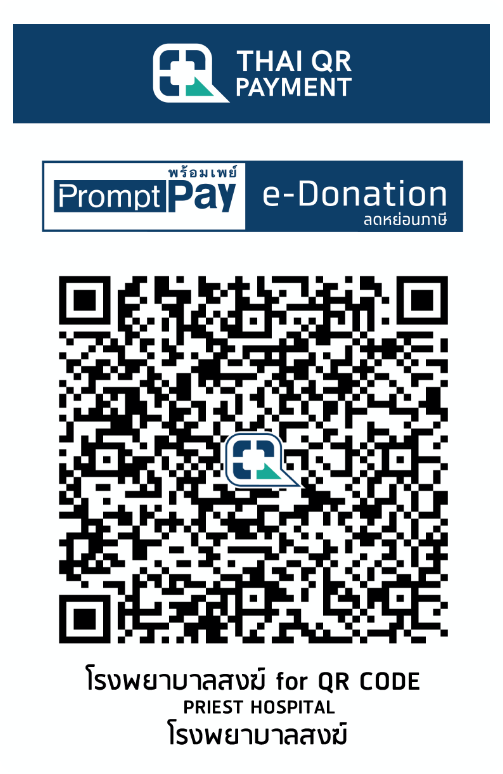 THAI QR
PAYMENT
พร้อมเพย์
PromptPay
e-Donation
ลดหย่อนภาษี
โรงพยาบาลสงฆ์ for QR CODE
PRIEST HOSPITAL
โรงพยาบาลสงฆ์